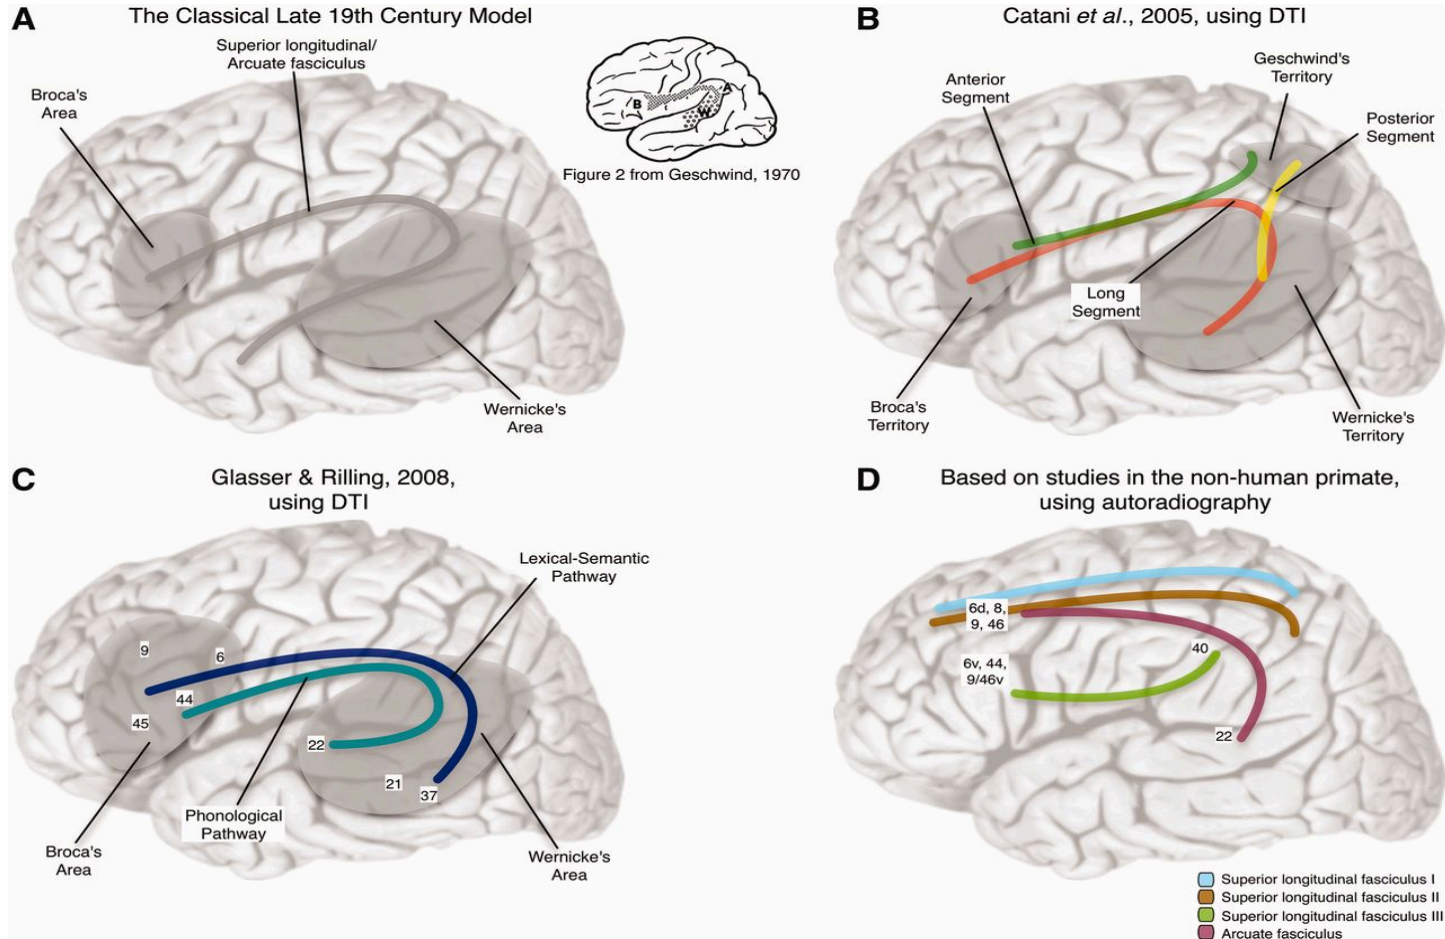 A
The Classical Late 19th Century Model
Superior longitudinal/
Arcuate fasciculus
Broca's
Area
B
A
W
Figure 2 from Geschwind, 1970
Wernicke's
Area
B
Catani et al., 2005, using DTI
Geschwind's
Territory
Anterior
Segment
Posterior
Segment
Long
Segment
Broca's
Territory
Wernicke's
Territory
C
Glasser & Rilling, 2008,
using DTI
Lexical-Semantic
Pathway
9
6
44
45
22
21
37
Phonological
Pathway
Broca's
Area
Wernicke's
Area
D
Based on studies in the non-human primate,
using autoradiography
6d, 8,
9, 46
6v, 44,
9/46v
40
22
Superior longitudinal fasciculus I
Superior longitudinal fasciculus II
Superior longitudinal fasciculus III
Arcuate fasciculus